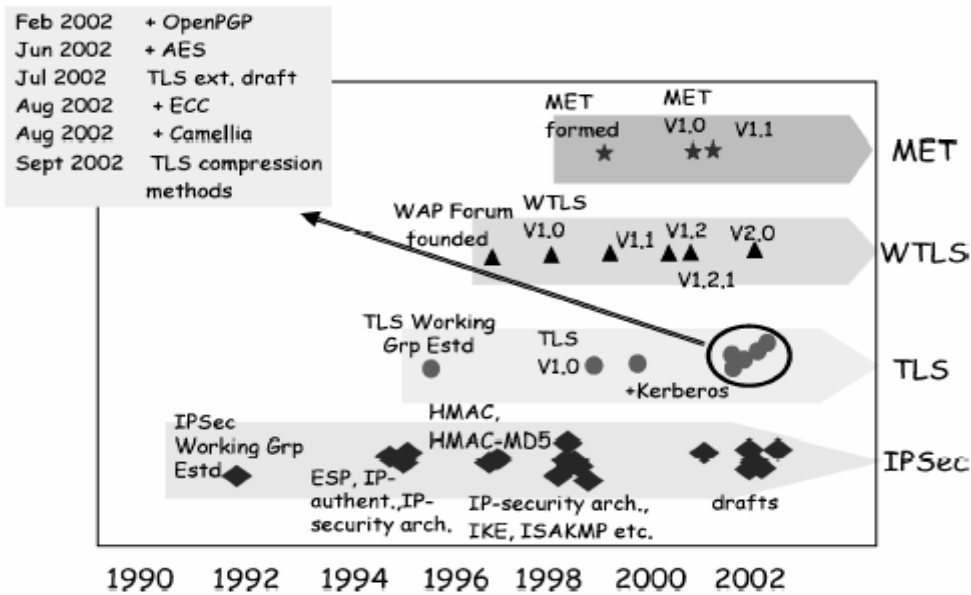 Feb 2002 + OpenPGP
Jun 2002 + AES
Jul 2002 TLS ext. draft
Aug 2002 + ECC
Aug 2002 + Camellia
Sept 2002 TLS compression
methods
MET
formed
MET
V1.0
V1.1
MET
WAP Forum
founded
WTLS
V1.0
V1.1
V1.2
V1.2.1
V2.0
WTLS
TLS Working
Grp Estd
TLS
V1.0
+Kerberos
TLS
IPSec
Working Grp
Estd
HMAC,
HMAC-MD5
ESP, IP-
authent.,IP-
security arch.
IP-security arch.,
IKE, ISAKMP etc.
drafts
IPSec
1990 1992 1994 1996 1998 2000 2002